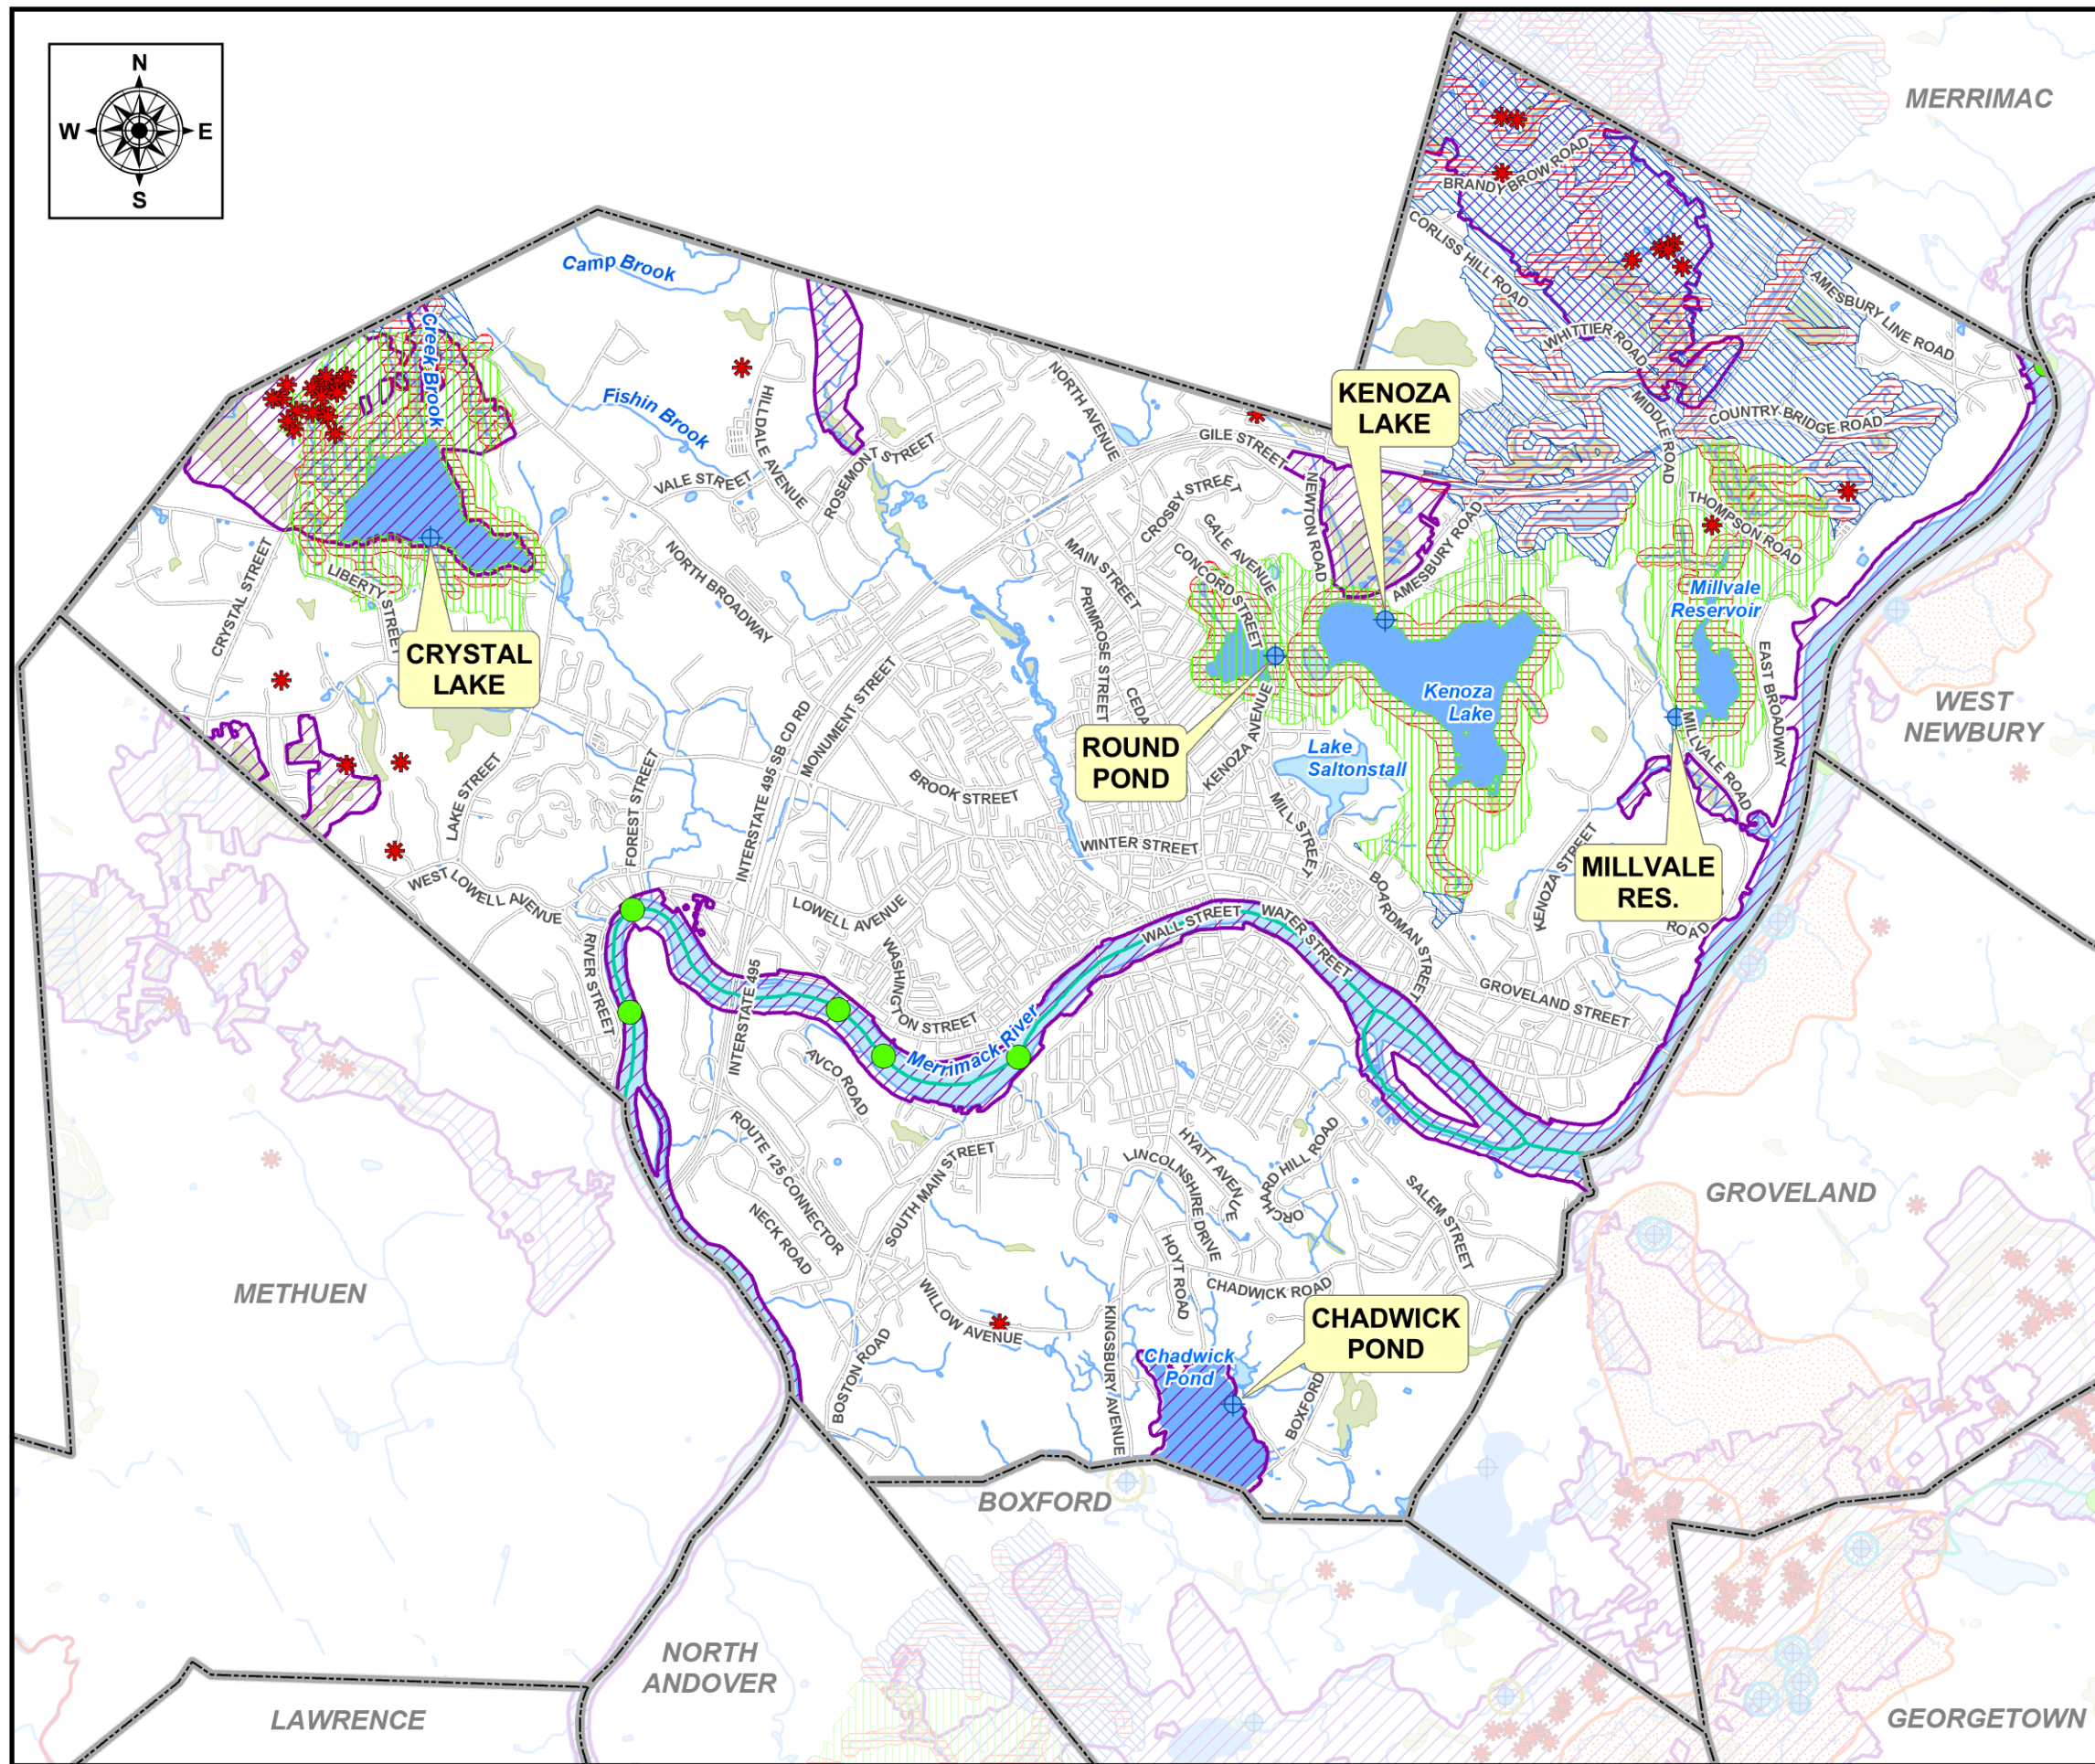 N
W
E
S
MERRIMAC
BRANDY BROW ROAD
CORLISS HILL ROAD
AMESBURY LINE ROAD
WHITTIER ROAD
MIDDLE ROAD
COUNTRY BRIDGE ROAD
THOMPSON ROAD
Camp Brook
Creek Brook
Fishin Brook
HILLDALE AVENUE
ROSEMONT STREET
VALE STREET
NORTH AVENUE
GILE STREET
KENOZA
LAKE
NEWTON ROAD
CROSBY STREET
GALE AVENUE
CONCORD STREET
MAIN STREET
PRIMROSE STREET
AMESBURY ROAD
NORTH BROADWAY
CRYSTAL STREET
LIBERTY STREET
CRYSTAL
LAKE
Millvale
Reservoir
EAST BROADWAY
Kenoza
Lake
CEDA
ROUND
POND
KENOZA AVENUE
Lake
Saltonstall
MILLVALE ROAD
WEST
NEWBURY
MONUMENT STREET
INTERSTATE 495 SB CD RD
FOREST STREET
LAKE STREET
BROOK STREET
MILL STREET
WINTER STREET
KENOZA STREET
MILLVALE
RES.
ROAD
WEST LOWELL AVENUE
LOWELL AVENUE
BOARDMAN STREET
WALL STREET
WATER STREET
RIVER STREET
INTERSTATE 495
WASHINGTON STREET
GROVELAND STREET
Merrimack River
AVCO ROAD
ROUTE 125 CONNECTOR
SOUTH MAIN STREET
NECK ROAD
HYATT AVENUE
LINCOLNSHIRE DRIVE
ORCHARD HILL ROAD
SALEM STREET
GROVELAND
HOYT ROAD
CHADWICK ROAD
METHUEN
WILLOW AVENUE
KINGSBURY AVENUE
CHADWICK
POND
Chadwick
Pond
BOSTON ROAD
BOXFORD
BOXFORD
NORTH
ANDOVER
LAWRENCE
GEORGETOWN